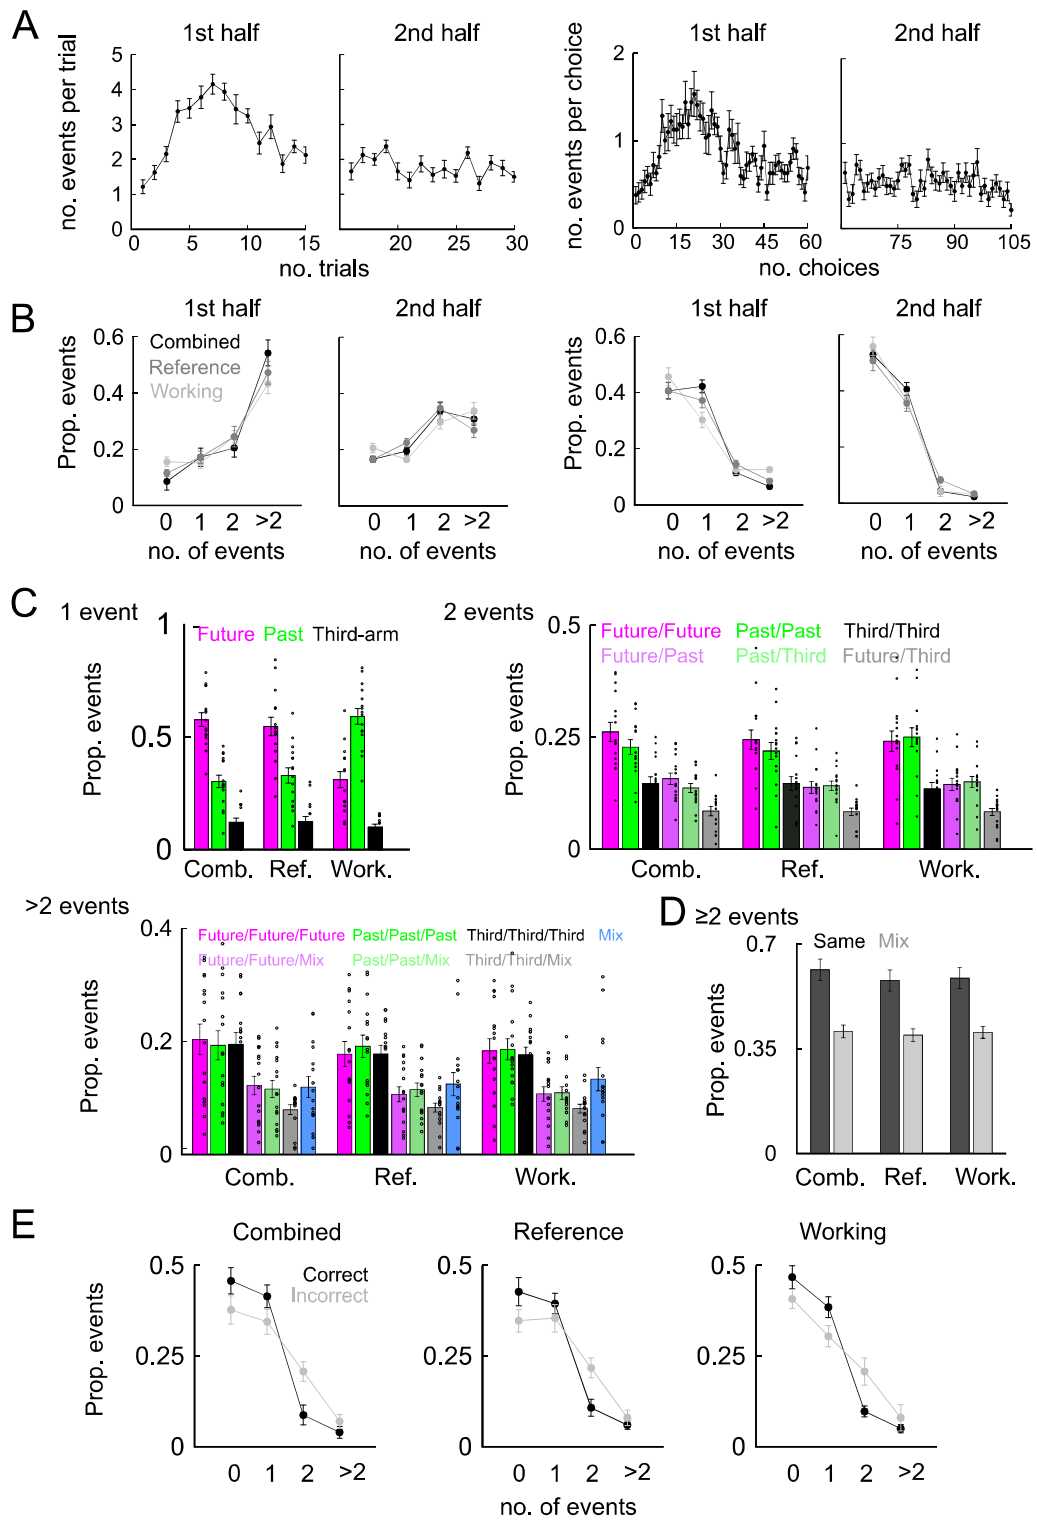 A
1st half
2nd half
1st half
2nd half
no. events per trial
5
4
3
2
1
0
0
5
10
15
20
25
30
no. trials
no. events per choice
2
1
0
0
15
30
45
60
75
90
105
no. choices
B
1st half
2nd half
1st half
2nd half
Prop. events
0.6
0.4
0.2
0
Combined
Reference
Working
0 1 2 >2
no. of events
0 1 2 >2
no. of events
Prop. events
0.6
0.4
0.2
0
0 1 2 >2
no. of events
0 1 2 >2
no. of events
C
1 event
Prop. events
1
0.5
0
Future Past Third-arm
Comb. Ref. Work.
2 events
Prop. events
0.5
0.25
0
Future/Future Past/Past Third/Third
Future/Past Past/Third Future/Third
Comb. Ref. Work.
>2 events
Prop. events
0.4
0.2
0
Future/Future/Future Past/Past/Past Third/Third/Third Mix
Future/Future/Mix Past/Past/Mix Third/Third/Mix
Comb. Ref. Work.
D
≥2 events
Prop. events
0.7
0.35
0
Same Mix
Comb. Ref. Work.
E
Combined
Reference
Working
Prop. events
0.5
0.25
0
Correct
Incorrect
0 1 2 >2
0.5
0.25
0
0 1 2 >2
no. of events
0.5
0.25
0
0 1 2 >2